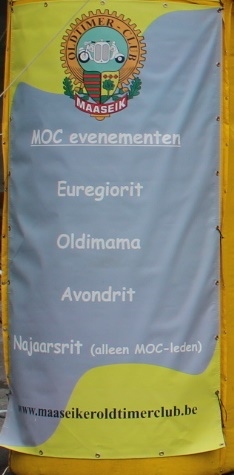 OLDTIMER-CLUB
MAASEIK
MOC evenementen
Euregiorit
Oldimama
Avondrit
Najaarsrit (alleen MOC-leden)
www.maaseikeroldtimerclub.be